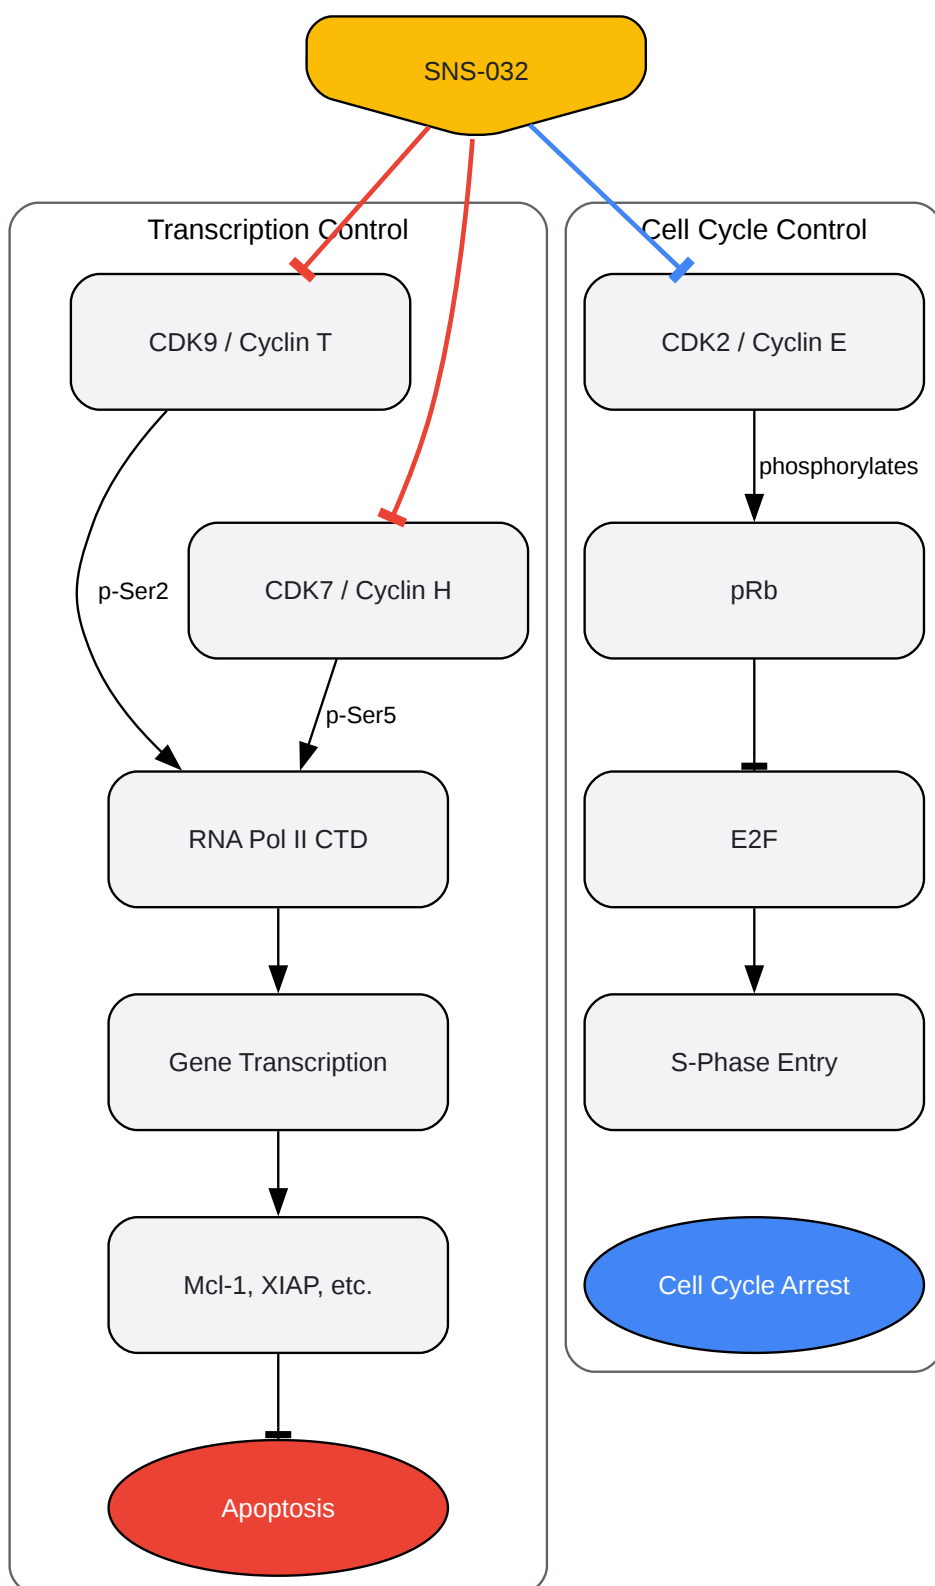 SNS-032
Transcription Control
Cell Cycle Control
CDK9 / Cyclin T
CDK2 / Cyclin E
phosphorylates
p-Ser2
CDK7 / Cyclin H
pRb
p-Ser5
RNA Pol II CTD
E2F
Gene Transcription
S-Phase Entry
Mcl-1, XIAP, etc.
Cell Cycle Arrest
Apoptosis